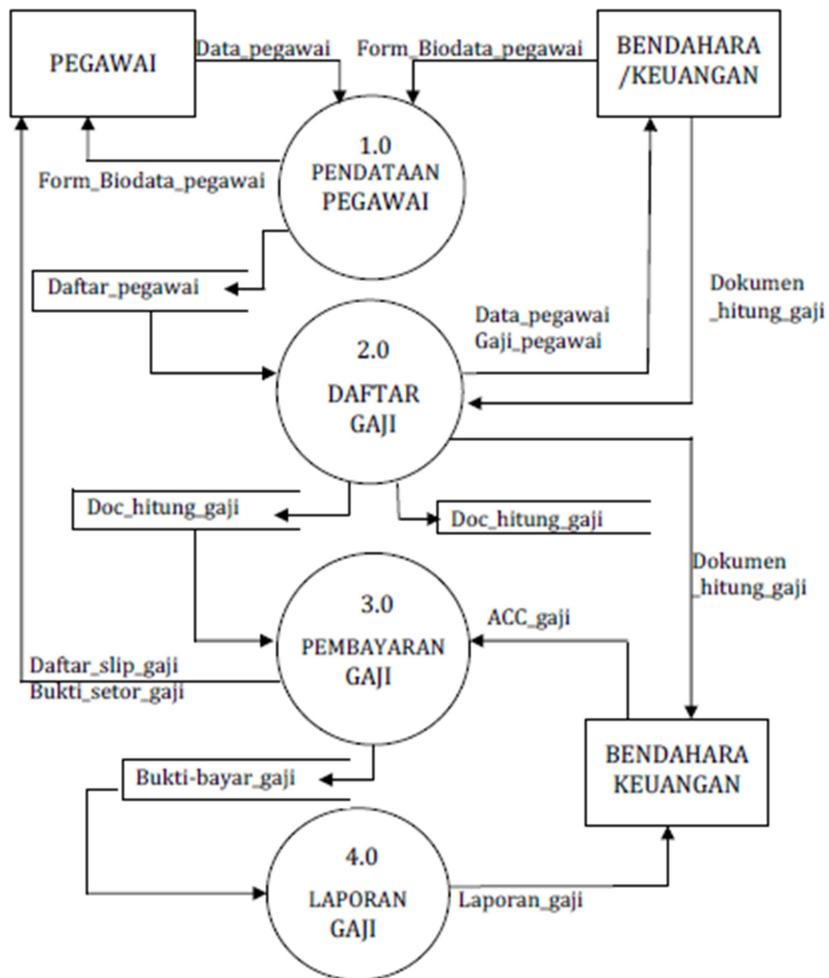 PEGAWAI
Data_pegawai
Form_Biodata_pegawai
BENDAHARA
/KEUANGAN
1.0
PENDATAAN
PEGAWAI
Form_Biodata_pegawai
Daftar_pegawai
Dokumen
_hitung_gaji
Data_pegawai
Gaji_pegawai
2.0
DAFTAR
GAJI
Doc_hitung_gaji
Doc_hitung_gaji
Dokumen
_hitung_gaji
3.0
PEMBAYARAN
GAJI
ACC_gaji
Daftar_slip_gaji
Bukti_setor_gaji
BENDAHARA
KEUANGAN
Bukti-bayar_gaji
4.0
LAPORAN
GAJI
Laporan_gaji